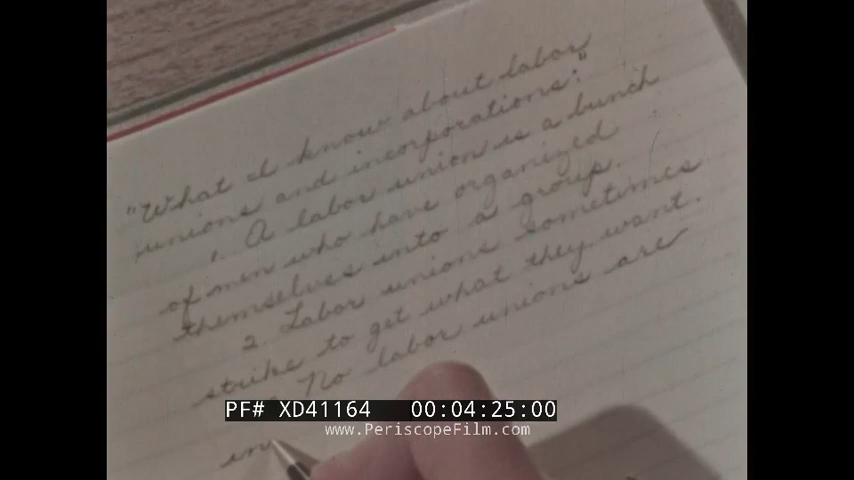 "What I know about labor
unions and incorporations:"
1. A labor union is a bunch
of men who have organized
themselves into a group.
2. Labor unions sometimes
strike to get what they want.
No labor unions are
in
PF# XD41164 00:04:25:00
www.PeriscopeFilm.com